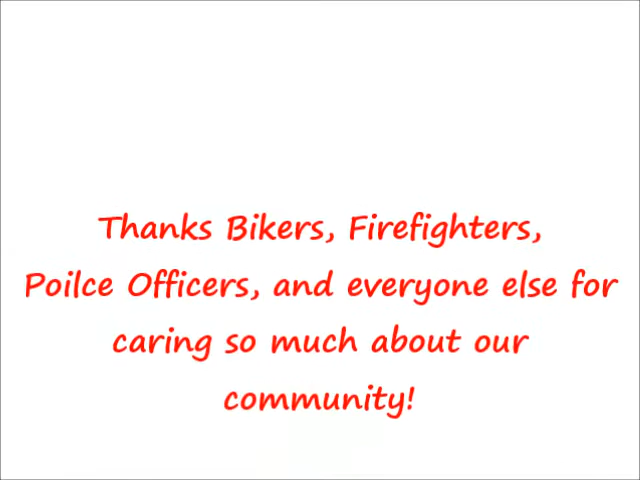 Thanks Bikers, Firefighters,
Poilce Officers, and everyone else for
caring so much about our
community!